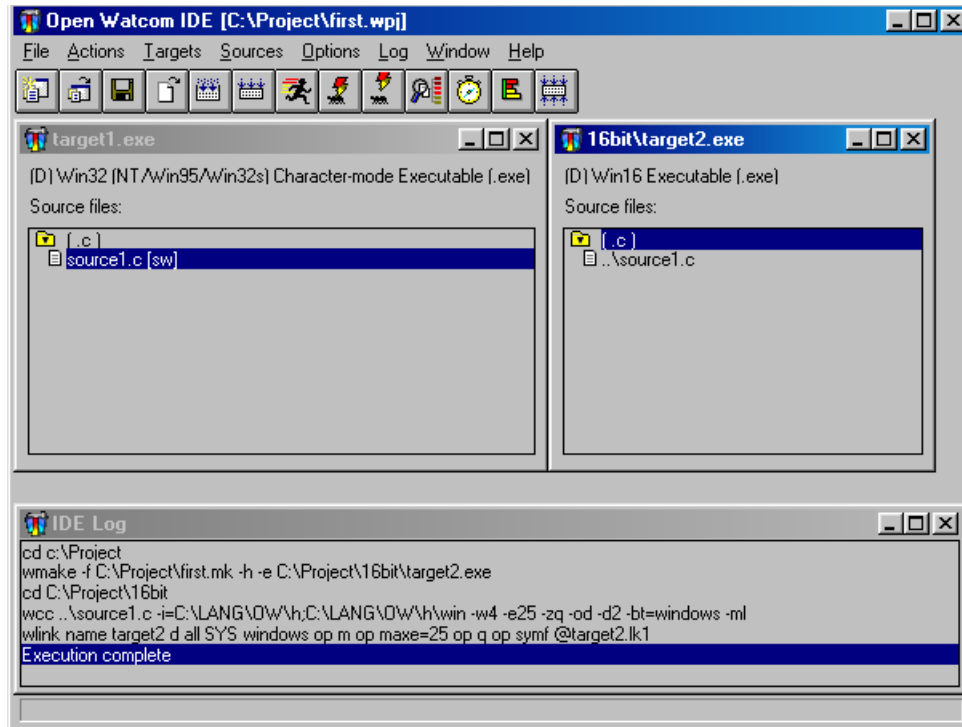 Open Watcom IDE [C:\Project\first.wpj]
File Actions Targets Sources Options Log Window Help
target1.exe
(D) Win32 (NT/Win95/Win32s) Character-mode Executable (.exe)
Source files:
( .c )
source1.c [sw]
16bit\target2.exe
(D) Win16 Executable (.exe)
Source files:
( .c )
..\source1.c
IDE Log
cd c:\Project
wmake -f C:\Project\first.mk -h -e C:\Project\16bit\target2.exe
cd C:\Project\16bit
wcc ..\source1.c -i=C:\LANG\OW\h;C:\LANG\OW\h\win -w4 -e25 -zq -od -d2 -bt=windows -ml
wlink name target2 d all SYS windows op m op maxe=25 op q op symf @target2.lk1
Execution complete